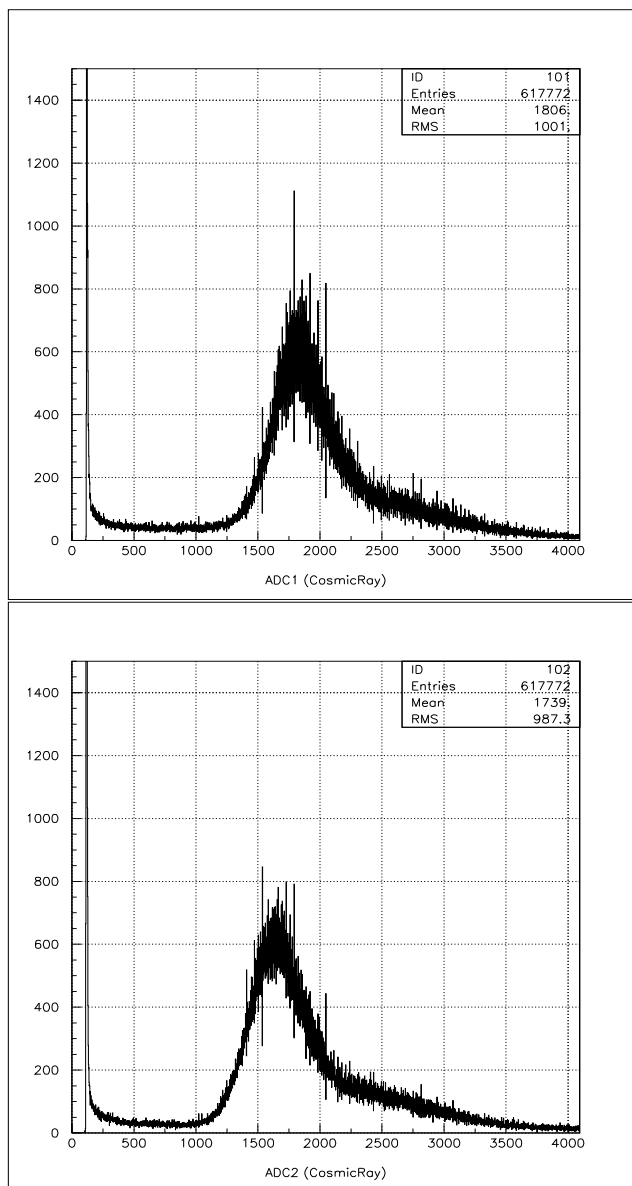 ID 101
Entries 617772
Mean 1806.
RMS 1001.
1400
1200
1000
800
600
400
200
0
0 500 1000 1500 2000 2500 3000 3500 4000
ADC1 (CosmicRay)
ID 102
Entries 617772
Mean 1739.
RMS 987.3
1400
1200
1000
800
600
400
200
0
0 500 1000 1500 2000 2500 3000 3500 4000
ADC2 (CosmicRay)